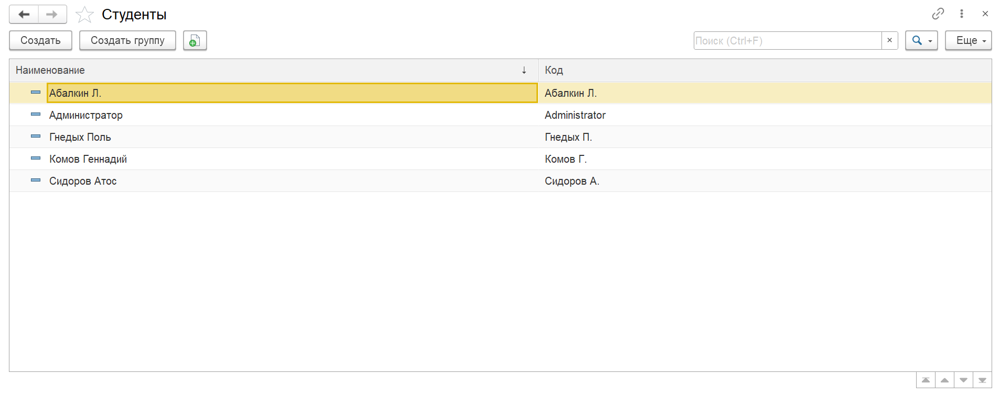 Студенты
Создать Создать группу Поиск (Ctrl+F) Еще
Наименование Код
Абалкин Л. Абалкин Л.
Администратор Administrator
Гнедых Поль Гнедых П.
Комов Геннадий Комов Г.
Сидоров Атос Сидоров А.